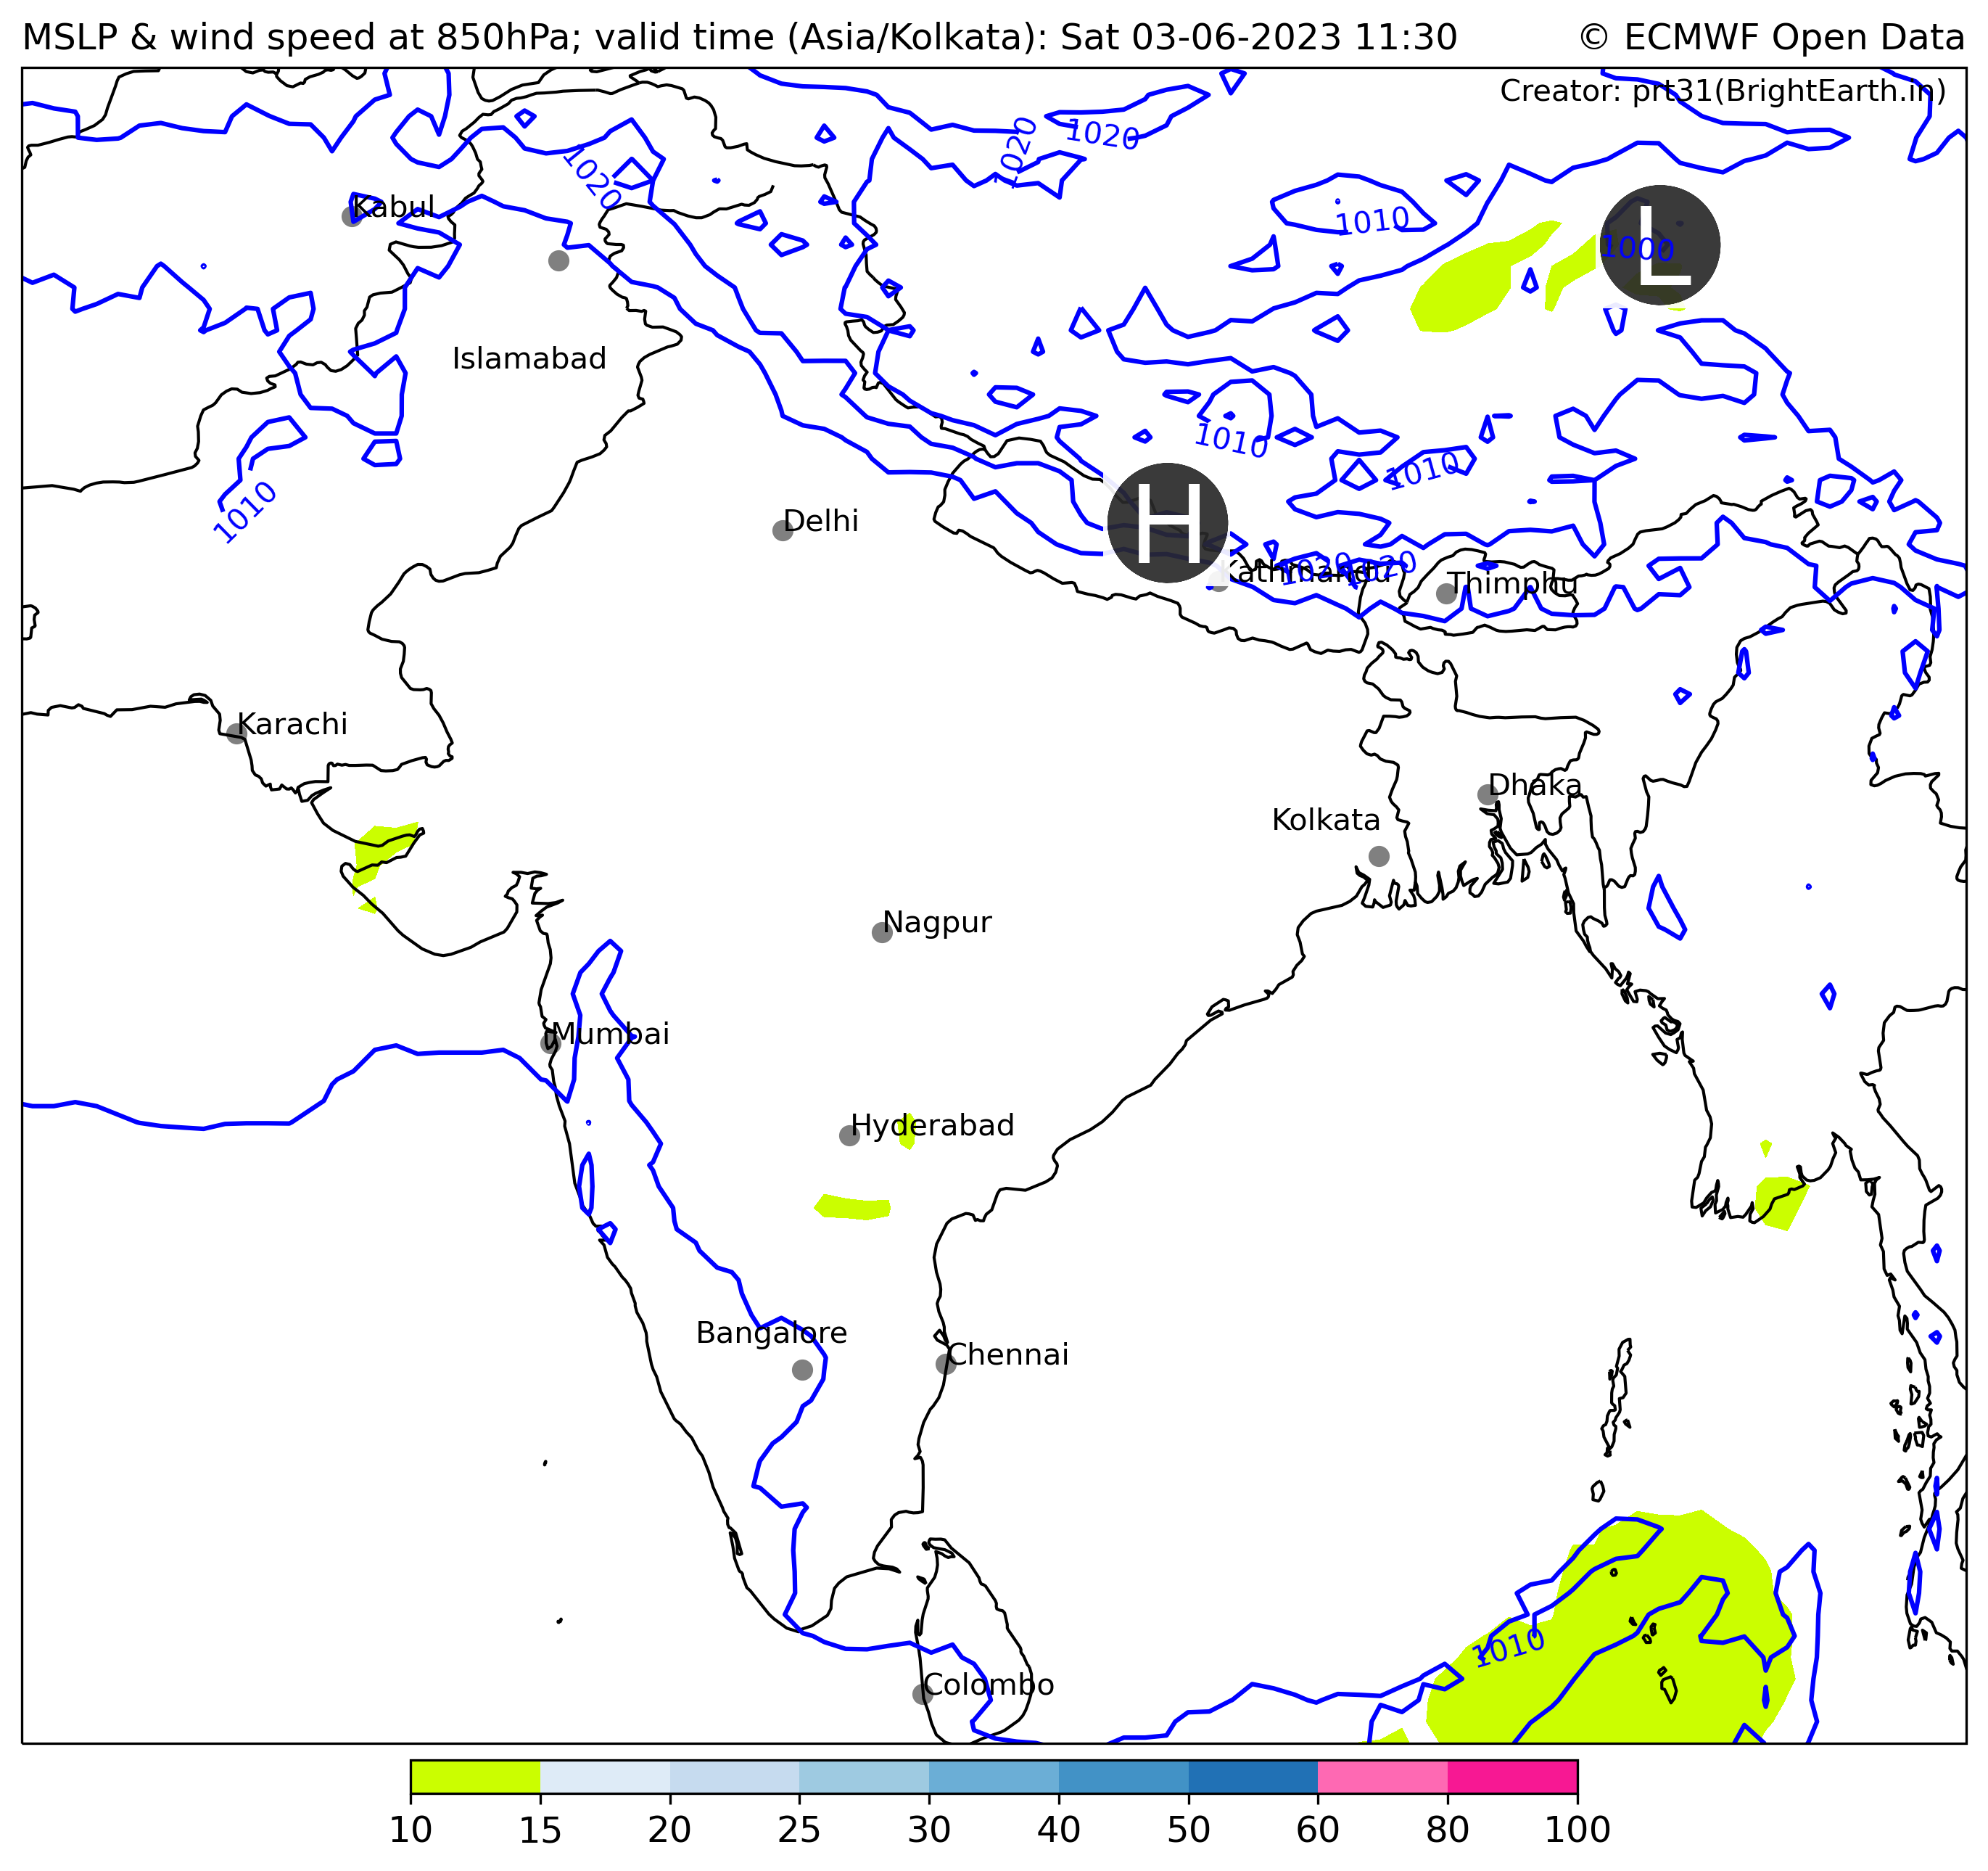 MSLP & wind speed at 850hPa; valid time (Asia/Kolkata): Sat 03-06-2023 11:30
© ECMWF Open Data
Creator: prt31(BrightEarth.in)
1020
1020
1020
Kabul
1010
L
1000
Islamabad
1010
1010
1010
H
Delhi
Kathmandu
1020
1020
Thimphu
Karachi
Dhaka
Kolkata
Nagpur
Mumbai
Hyderabad
Bangalore
Chennai
1010
Colombo
10 15 20 25 30 40 50 60 80 100